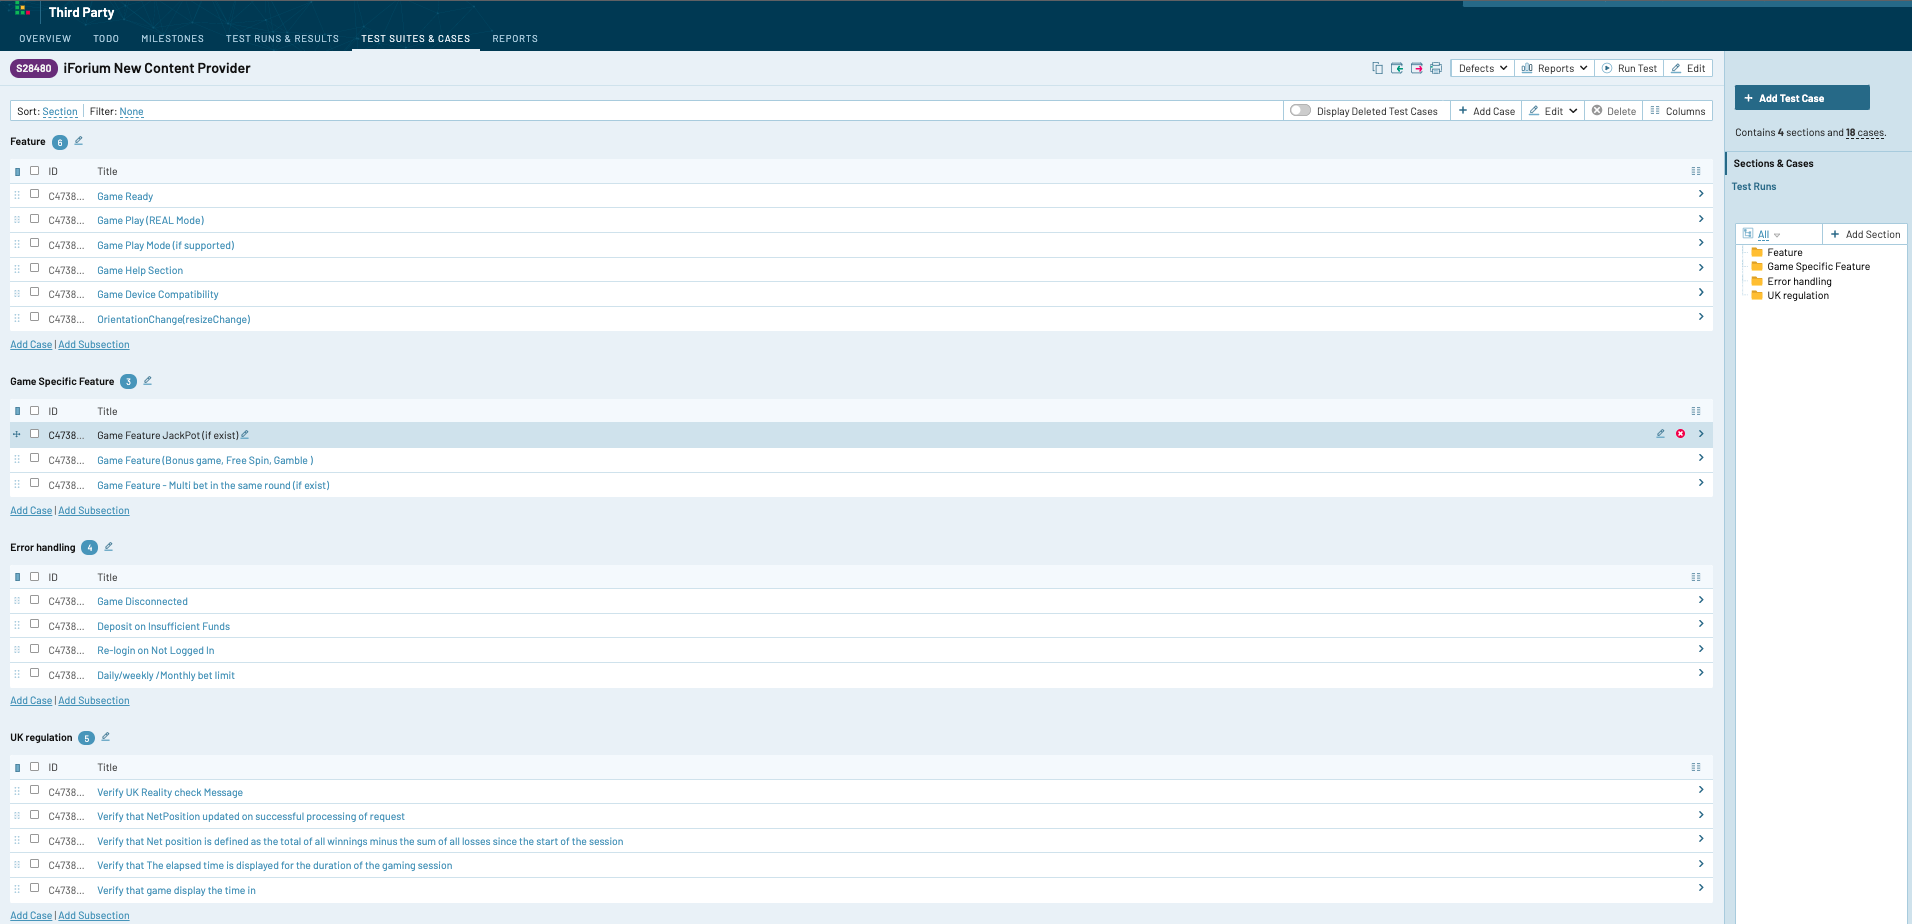 Third Party
OVERVIEW TODO MILESTONES TEST RUNS & RESULTS TEST SUITES & CASES REPORTS
S28480 iForium New Content Provider
Defects Reports Run Test Edit
Sort: Section Filter: None
Display Deleted Test Cases Add Case Edit Delete Columns
Feature 6
ID Title
C4738... Game Ready
C4738... Game Play (REAL Mode)
C4738... Game Play Mode (if supported)
C4738... Game Help Section
C4738... Game Device Compatibility
C4738... OrientationChange(resizeChange)
Add Case | Add Subsection
Game Specific Feature 3
ID Title
C4738... Game Feature JackPot (if exist)
C4738... Game Feature (Bonus game, Free Spin, Gamble )
C4738... Game Feature - Multi bet in the same round (if exist)
Add Case | Add Subsection
Error handling 4
ID Title
C4738... Game Disconnected
C4738... Deposit on Insufficient Funds
C4738... Re-login on Not Logged In
C4738... Daily/weekly /Monthly bet limit
Add Case | Add Subsection
UK regulation 5
ID Title
C4738... Verify UK Reality check Message
C4738... Verify that NetPosition updated on successful processing of request
C4738... Verify that Net position is defined as the total of all winnings minus the sum of all losses since the start of the session
C4738... Verify that The elapsed time is displayed for the duration of the gaming session
C4738... Verify that game display the time in
Add Case | Add Subsection
+ Add Test Case
Contains 4 sections and 18 cases.
Sections & Cases
Test Runs
All + Add Section
Feature
Game Specific Feature
Error handling
UK regulation